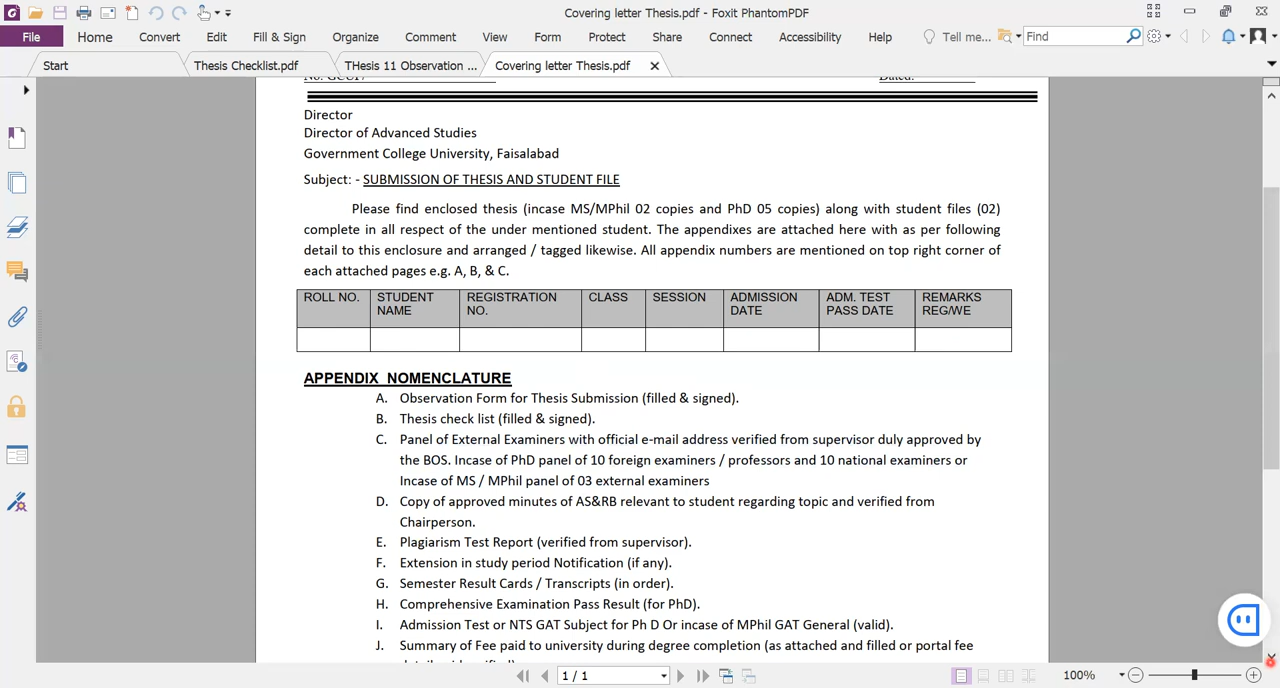 Covering letter Thesis.pdf - Foxit PhantomPDF
File Home Convert Edit Fill & Sign Organize Comment View Form Protect Share Connect Accessibility Help Tell me... Find
Start Thesis Checklist.pdf THesis 11 Observation ... Covering letter Thesis.pdf
Dated:
Director
Director of Advanced Studies
Government College University, Faisalabad
Subject: - SUBMISSION OF THESIS AND STUDENT FILE
Please find enclosed thesis (incase MS/MPhil 02 copies and PhD 05 copies) along with student files (02)
complete in all respect of the under mentioned student. The appendixes are attached here with as per following
detail to this enclosure and arranged / tagged likewise. All appendix numbers are mentioned on top right corner of
each attached pages e.g. A, B, & C.
ROLL NO. STUDENT NAME REGISTRATION NO. CLASS SESSION ADMISSION DATE ADM. TEST PASS DATE REMARKS REG/WE
APPENDIX NOMENCLATURE
A. Observation Form for Thesis Submission (filled & signed).
B. Thesis check list (filled & signed).
C. Panel of External Examiners with official e-mail address verified from supervisor duly approved by
the BOS. Incase of PhD panel of 10 foreign examiners / professors and 10 national examiners or
Incase of MS / MPhil panel of 03 external examiners
D. Copy of approved minutes of AS&RB relevant to student regarding topic and verified from
Chairperson.
E. Plagiarism Test Report (verified from supervisor).
F. Extension in study period Notification (if any).
G. Semester Result Cards / Transcripts (in order).
H. Comprehensive Examination Pass Result (for PhD).
I. Admission Test or NTS GAT Subject for Ph D Or incase of MPhil GAT General (valid).
J. Summary of Fee paid to university during degree completion (as attached and filled or portal fee
1 / 1 100%